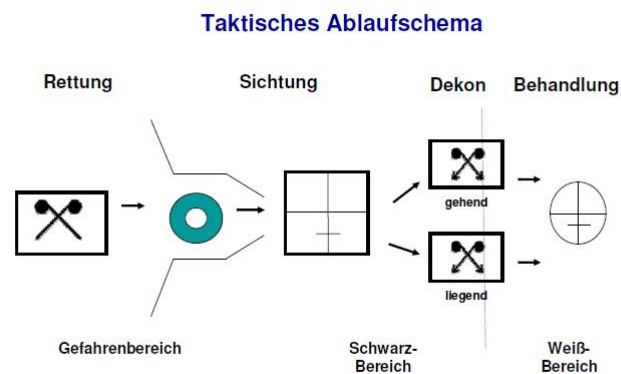 Taktisches Ablaufschema
Rettung Sichtung Dekon Behandlung
gehend
liegend
Gefahrenbereich Schwarz- Weiß-
Bereich Bereich